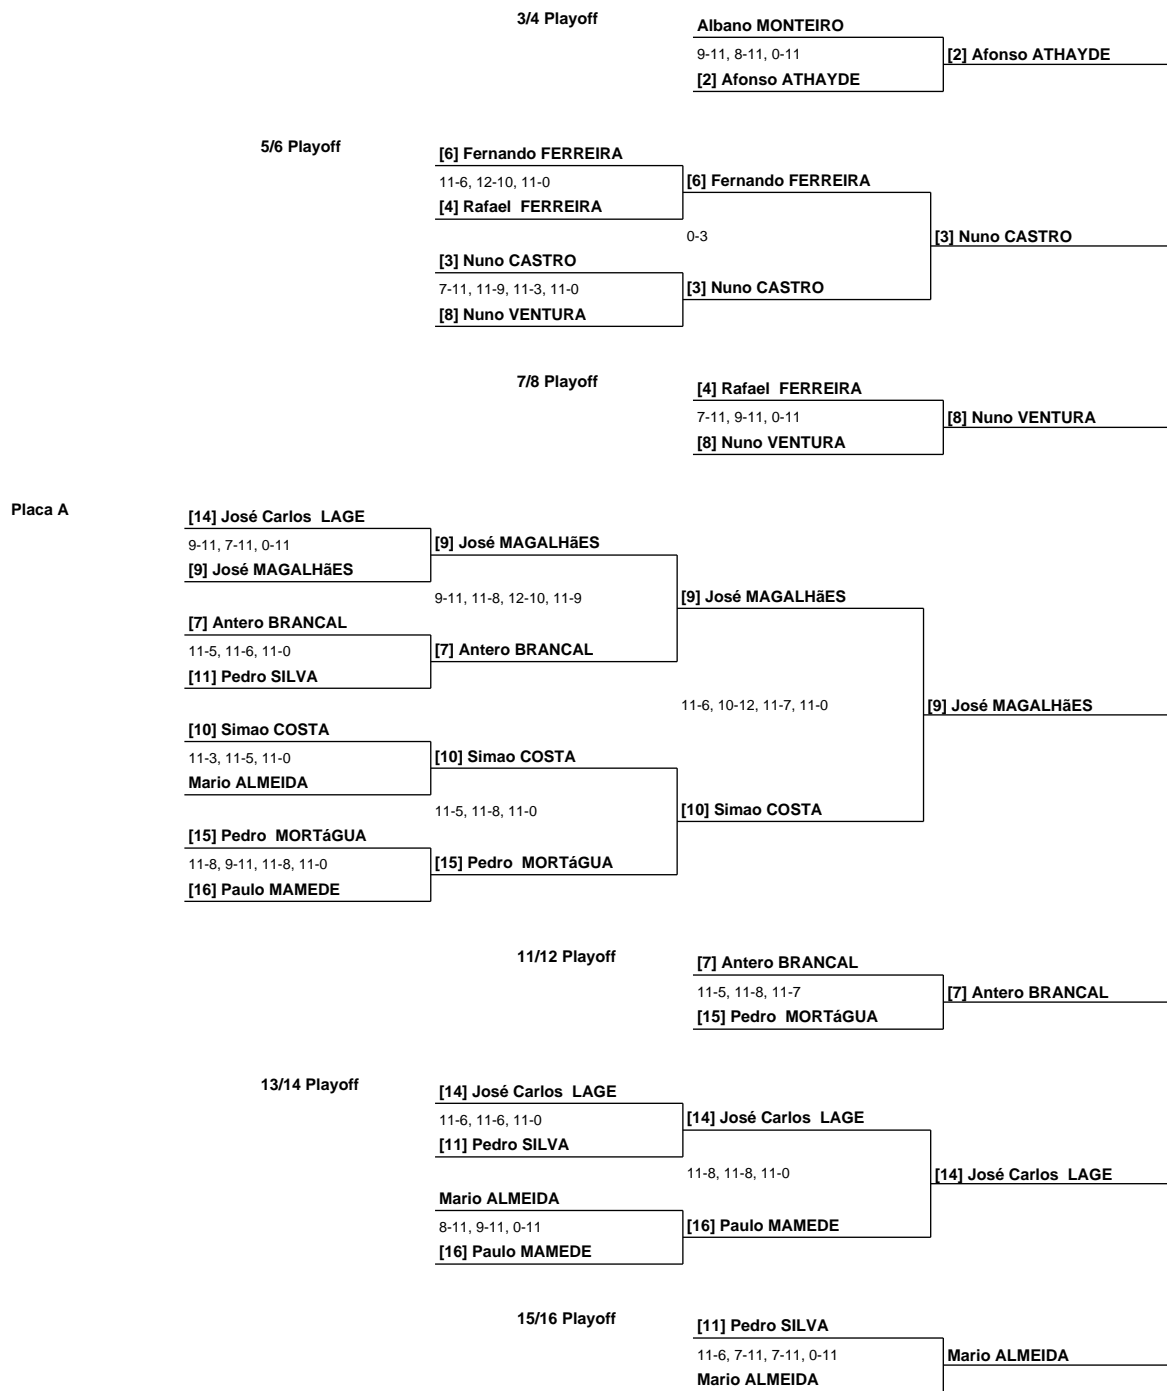 3/4 Playoff
Albano MONTEIRO
9-11, 8-11, 0-11
[2] Afonso ATHAYDE
[2] Afonso ATHAYDE
5/6 Playoff
[6] Fernando FERREIRA
11-6, 12-10, 11-0
[6] Fernando FERREIRA
[4] Rafael  FERREIRA
0-3
[3] Nuno CASTRO
[3] Nuno CASTRO
7-11, 11-9, 11-3, 11-0
[3] Nuno CASTRO
[8] Nuno VENTURA
7/8 Playoff
[4] Rafael  FERREIRA
7-11, 9-11, 0-11
[8] Nuno VENTURA
[8] Nuno VENTURA
Placa A
[14] José Carlos  LAGE
9-11, 7-11, 0-11
[9] José MAGALHãES
[9] José MAGALHãES
9-11, 11-8, 12-10, 11-9
[9] José MAGALHãES
[7] Antero BRANCAL
11-5, 11-6, 11-0
[7] Antero BRANCAL
[11] Pedro SILVA
11-6, 10-12, 11-7, 11-0
[9] José MAGALHãES
[10] Simao COSTA
11-3, 11-5, 11-0
[10] Simao COSTA
Mario ALMEIDA
11-5, 11-8, 11-0
[10] Simao COSTA
[15] Pedro  MORTáGUA
11-8, 9-11, 11-8, 11-0
[15] Pedro  MORTáGUA
[16] Paulo MAMEDE
11/12 Playoff
[7] Antero BRANCAL
11-5, 11-8, 11-7
[7] Antero BRANCAL
[15] Pedro  MORTáGUA
13/14 Playoff
[14] José Carlos  LAGE
11-6, 11-6, 11-0
[14] José Carlos  LAGE
[11] Pedro SILVA
11-8, 11-8, 11-0
[14] José Carlos  LAGE
Mario ALMEIDA
8-11, 9-11, 0-11
[16] Paulo MAMEDE
[16] Paulo MAMEDE
15/16 Playoff
[11] Pedro SILVA
11-6, 7-11, 7-11, 0-11
Mario ALMEIDA
Mario ALMEIDA